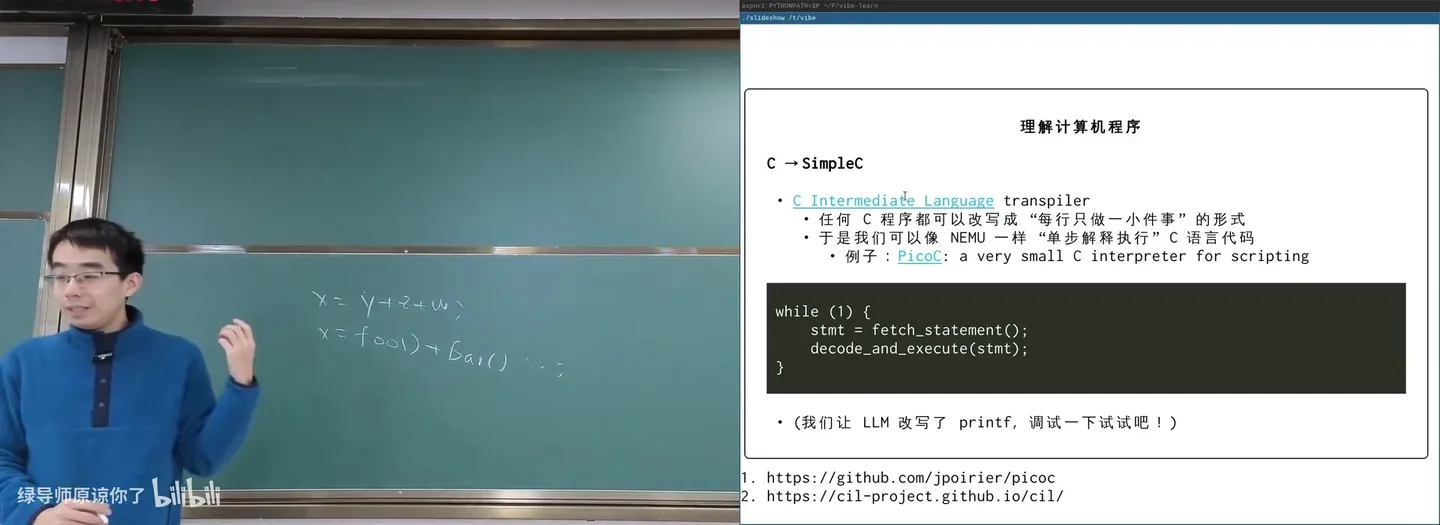 x = y+z+w;
x = foo()+bar() ...;
绿导师原谅你了 bilibili
export PYTHONPATH=$P ~/P/vibe-learn
./slideshow /t/vibe
理解计算机程序
C →SimpleC
• C Intermediate Language transpiler
• 任何 C 程序都可以改写成 “每行只做一小件事” 的形式
• 于是我们可以像 NEMU 一样 “单步解释执行” C 语言代码
• 例子：PicoC: a very small C interpreter for scripting
while (1) {
    stmt = fetch_statement();
    decode_and_execute(stmt);
}
• (我们让 LLM 改写了 printf, 调试一下试试吧！)
1. https://github.com/jpoirier/picoc
2. https://cil-project.github.io/cil/